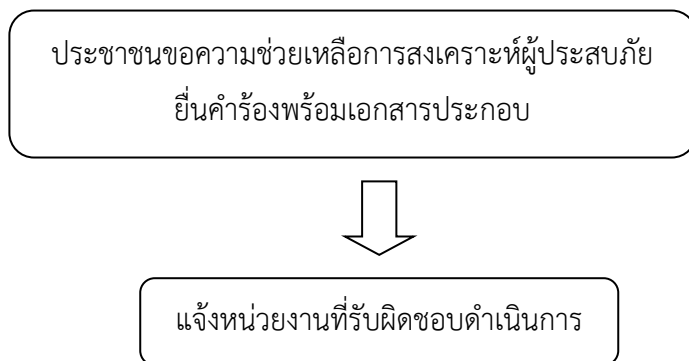 ประชาชนขอความช่วยเหลือการสงเคราะห์ผู้ประสบภัย
ยื่นคำร้องพร้อมเอกสารประกอบ
แจ้งหน่วยงานที่รับผิดชอบดำเนินการ